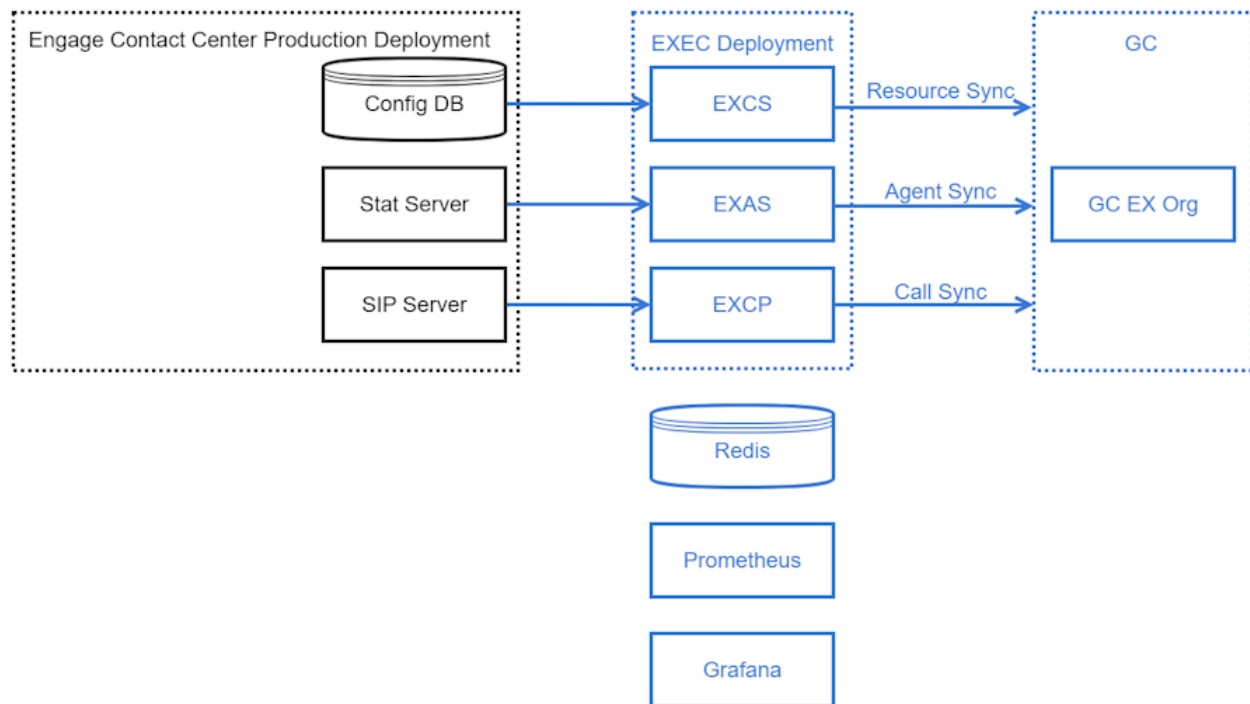 Engage Contact Center Production Deployment
EXEC Deployment
GC
Config DB
EXCS
Resource Sync
Stat Server
EXAS
Agent Sync
GC EX Org
SIP Server
EXCP
Call Sync
Redis
Prometheus
Grafana